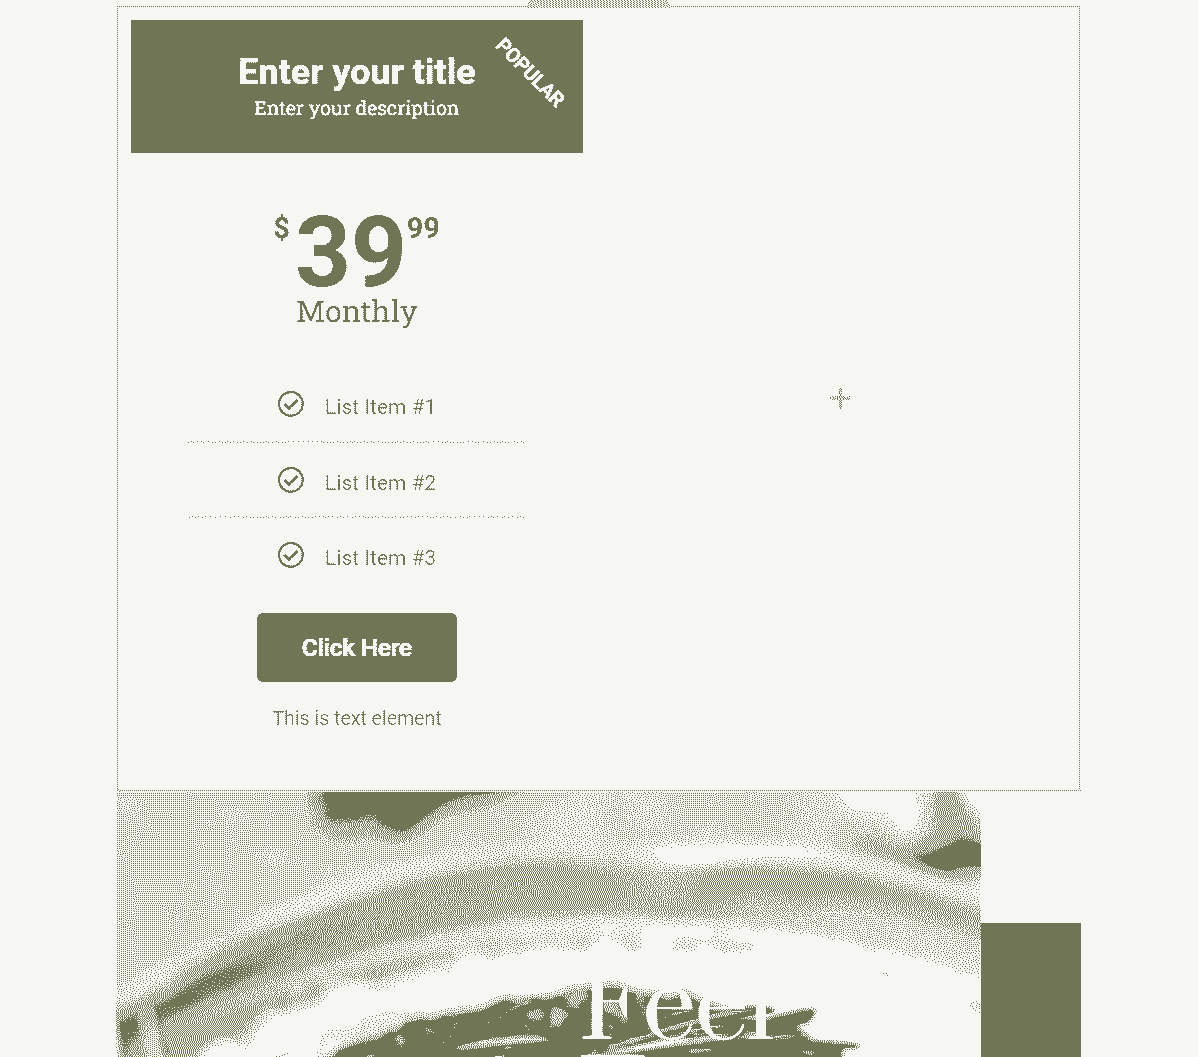 POPULAR
Enter your title
Enter your description
$39 99
Monthly
List Item #1
List Item #2
List Item #3
Click Here
This is text element